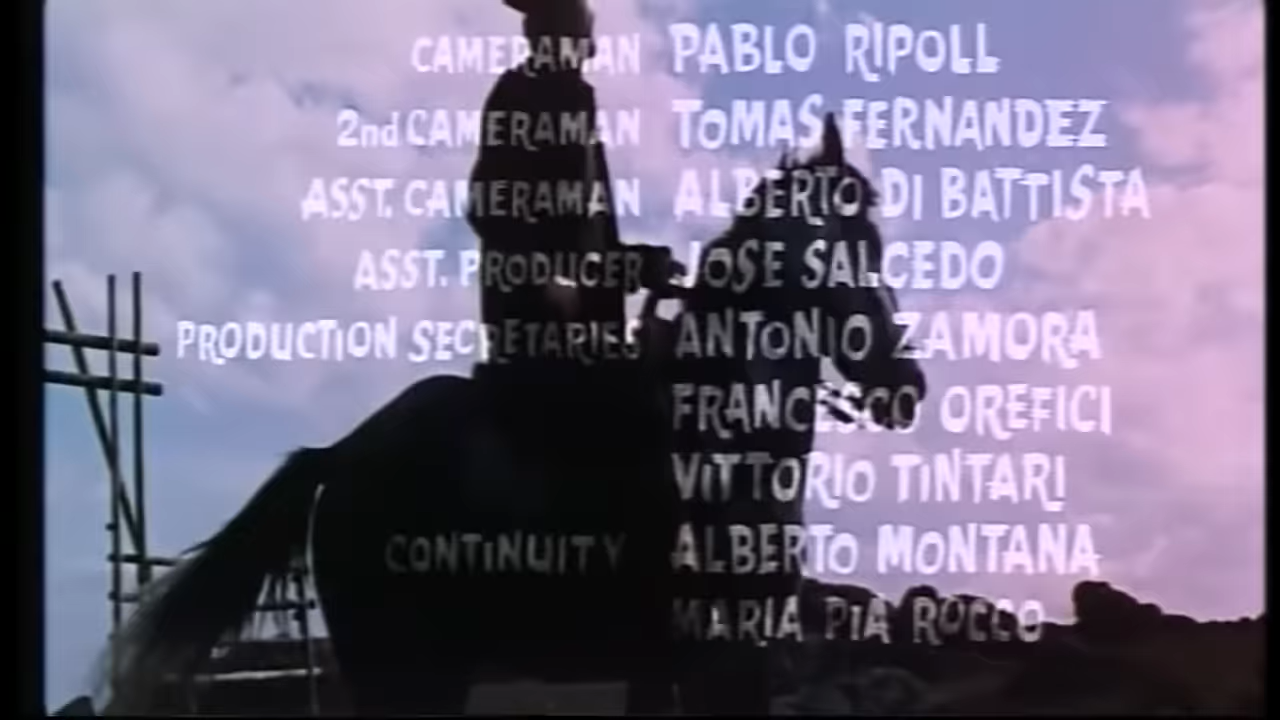 CAMERAMAN PABLO RIPOLL
2nd CAMERAMAN TOMAS FERNANDEZ
ASST. CAMERAMAN ALBERTO DI BATTISTA
ASST. PRODUCER JOSE SALCEDO
PRODUCTION SECRETARIES ANTONIO ZAMORA
FRANCESCO OREFICI
VITTORIO TINTARI
CONTINUITY ALBERTO MONTANA
MARIA PIA ROCCO